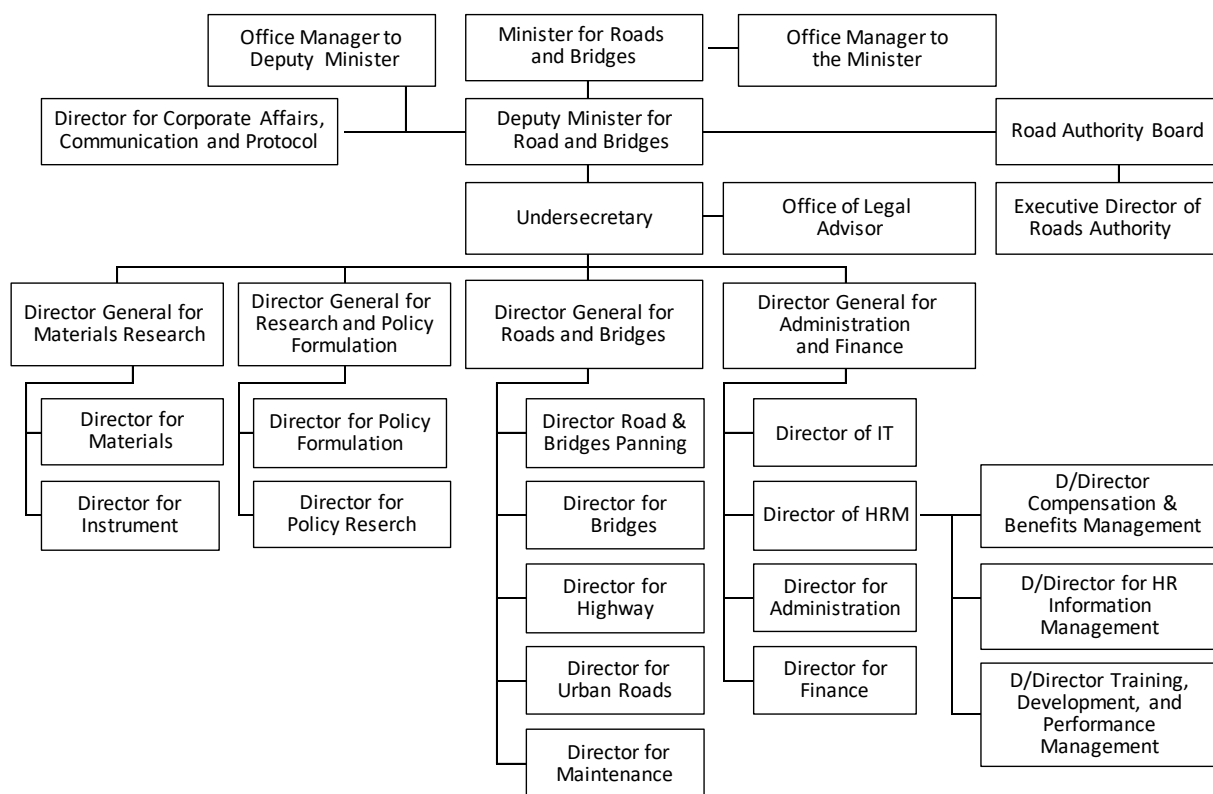 Office Manager to
Deputy Minister
Minister for Roads
and Bridges
Office Manager to
the Minister
Director for Corporate Affairs,
Communication and Protocol
Deputy Minister for
Road and Bridges
Road Authority Board
Undersecretary
Office of Legal
Advisor
Executive Director of
Roads Authority
Director General for
Materials Research
Director General for
Research and Policy
Formulation
Director General for
Roads and Bridges
Director General for
Administration
and Finance
Director for
Materials
Director for Policy
Formulation
Director Road &
Bridges Panning
Director of IT
Director for
Instrument
Director for
Policy Reserch
Director for
Bridges
Director of HRM
D/Director
Compensation &
Benefits Management
Director for
Highway
Director for
Administration
D/Director for HR
Information
Management
Director for
Urban Roads
Director for
Finance
D/Director Training,
Development, and
Performance
Management
Director for
Maintenance